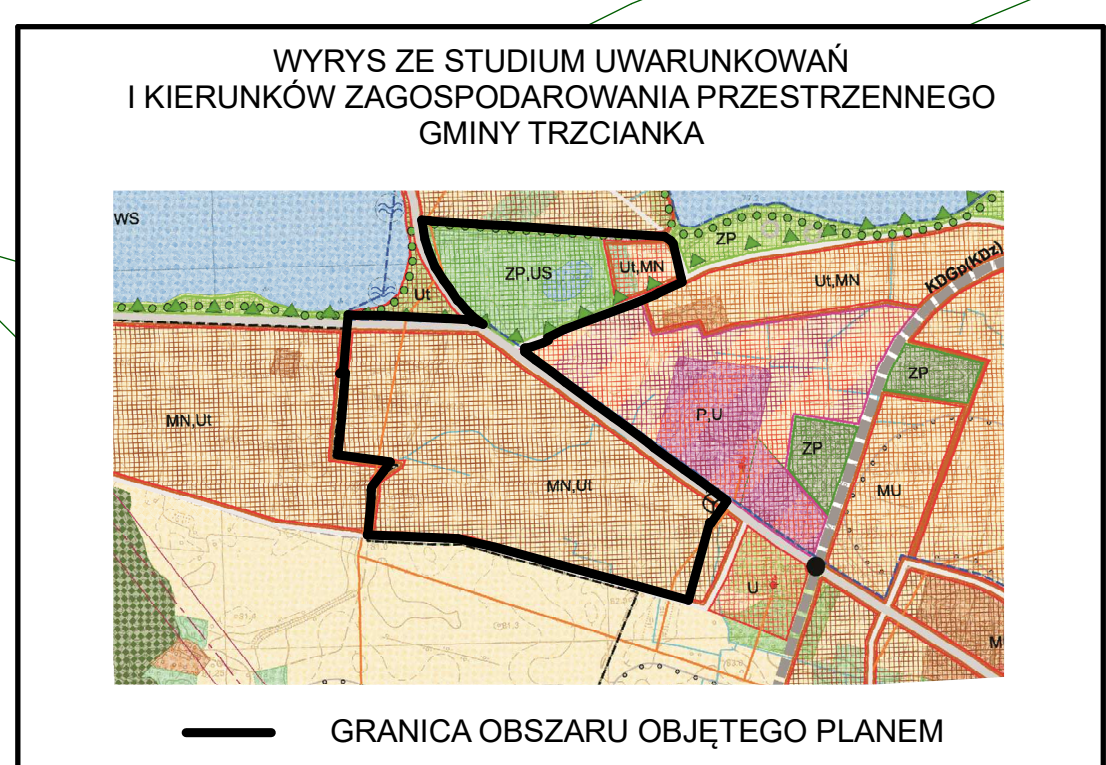 WYRYS ZE STUDIUM UWARUNKOWAŃ
I KIERUNKÓW ZAGOSPODAROWANIA PRZESTRZENNEGO
GMINY TRZCIANKA
WS
ZP
ZP,US
Ut,MN
KDGp(KDz)
Ut,MN
Ut
ZP
MN,Ut
P,U
ZP
MN,Ut
MU
U
M
GRANICA OBSZARU OBJĘTEGO PLANEM